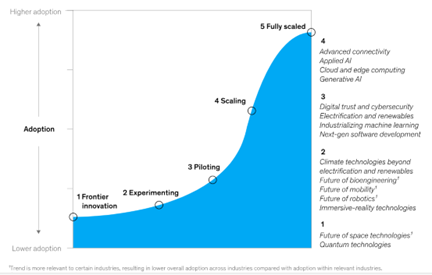 Higher adoption
Adoption
Lower adoption
1 Frontier
innovation
2 Experimenting
3 Piloting
4 Scaling
5 Fully scaled
4
Advanced connectivity
Applied AI
Cloud and edge computing
Generative AI
3
Digital trust and cybersecurity
Electrification and renewables
Industrializing machine learning
Next-gen software development
2
Climate technologies beyond
electrification and renewables
Future of bioengineering¹
Future of mobility¹
Future of robotics¹
Immersive-reality technologies
1
Future of space technologies¹
Quantum technologies
¹Trend is more relevant to certain industries, resulting in lower overall adoption across industries compared with adoption within relevant industries.